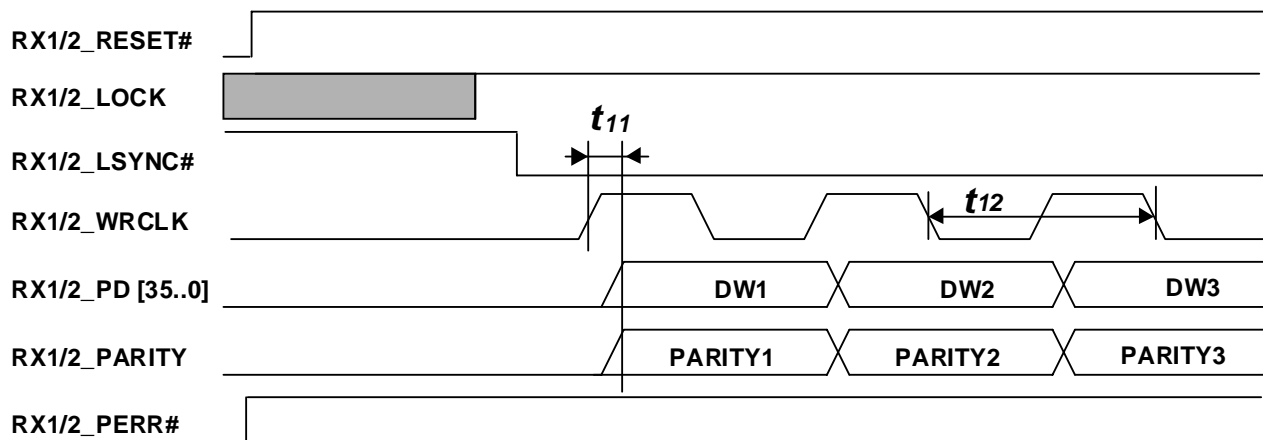 RX1/2_RESET#
RX1/2_LOCK
t11
RX1/2_LSYNC#
RX1/2_WRCLK
t12
RX1/2_PD [35..0]
DW1
DW2
DW3
RX1/2_PARITY
PARITY1
PARITY2
PARITY3
RX1/2_PERR#